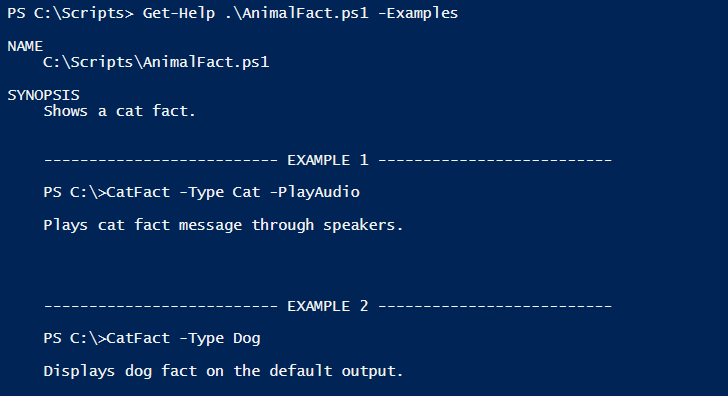 PS C:\Scripts> Get-Help .\AnimalFact.ps1 -Examples
NAME
C:\Scripts\AnimalFact.ps1
SYNOPSIS
Shows a cat fact.
-------------------------- EXAMPLE 1 --------------------------
PS C:\>CatFact -Type Cat -PlayAudio
Plays cat fact message through speakers.
-------------------------- EXAMPLE 2 --------------------------
PS C:\>CatFact -Type Dog
Displays dog fact on the default output.